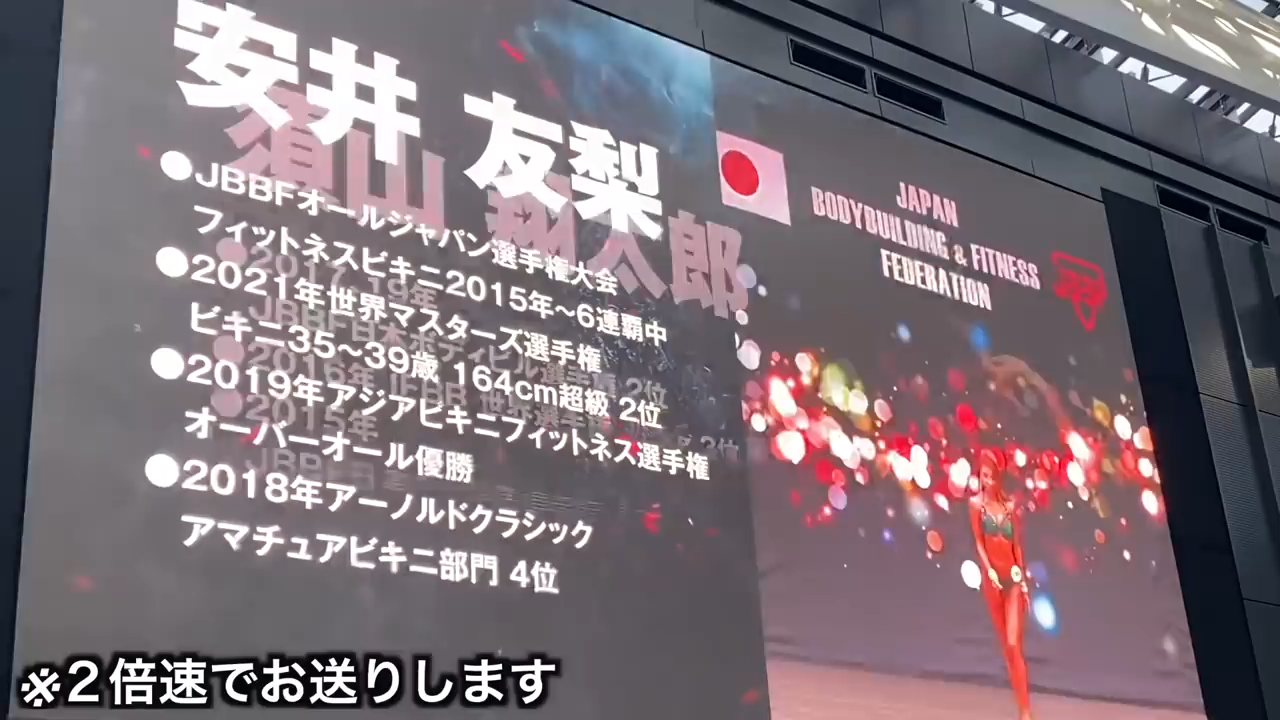 安井 友梨
須山 翔太郎
●JBBFオールジャパン選手権大会
フィットネスビキニ2015年～6連覇中
●2021年世界マスターズ選手権
ビキニ35～39歳 164cm超級 2位
●2019年アジアビキニフィットネス選手権
オーバーオール優勝
●2018年アーノルドクラシック
アマチュアビキニ部門 4位
JAPAN
BODYBUILDING & FITNESS
FEDERATION
※２倍速でお送りします